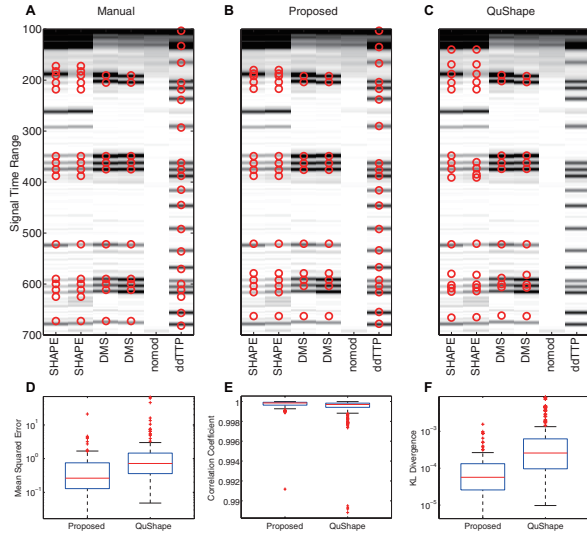 A Manual
B Proposed
C QuShape
Signal Time Range
100
200
300
400
500
600
700
SHAPE
SHAPE
DMS
DMS
nomod
ddTTP
SHAPE
SHAPE
DMS
DMS
nomod
ddTTP
SHAPE
SHAPE
DMS
DMS
nomod
ddTTP
D
Mean Squared Error
10^1
10^0
10^-1
Proposed
QuShape
E
Correlation Coefficient
1
0.998
0.996
0.994
0.992
0.99
Proposed
QuShape
F
KL Divergence
10^-3
10^-4
10^-5
Proposed
QuShape